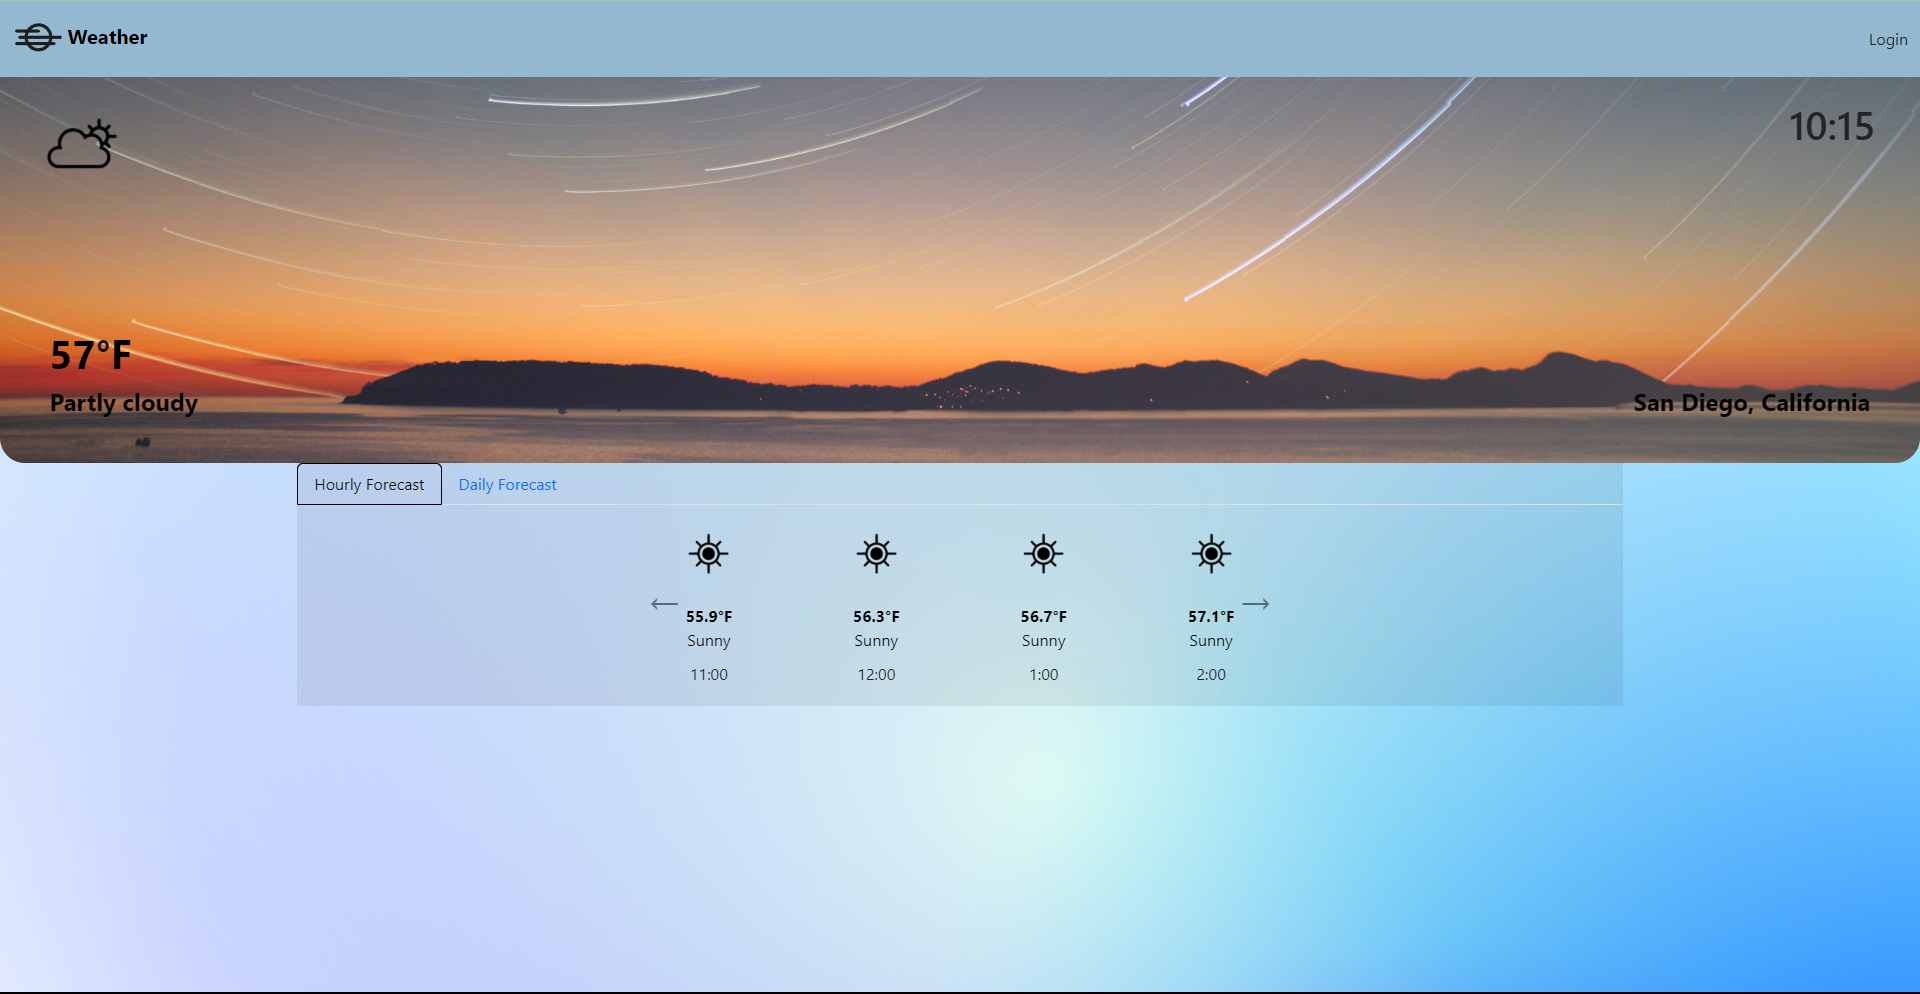 Weather
Login
10:15
57°F
Partly cloudy
San Diego, California
Hourly Forecast Daily Forecast
55.9°F 56.3°F 56.7°F 57.1°F
Sunny Sunny Sunny Sunny
11:00 12:00 1:00 2:00